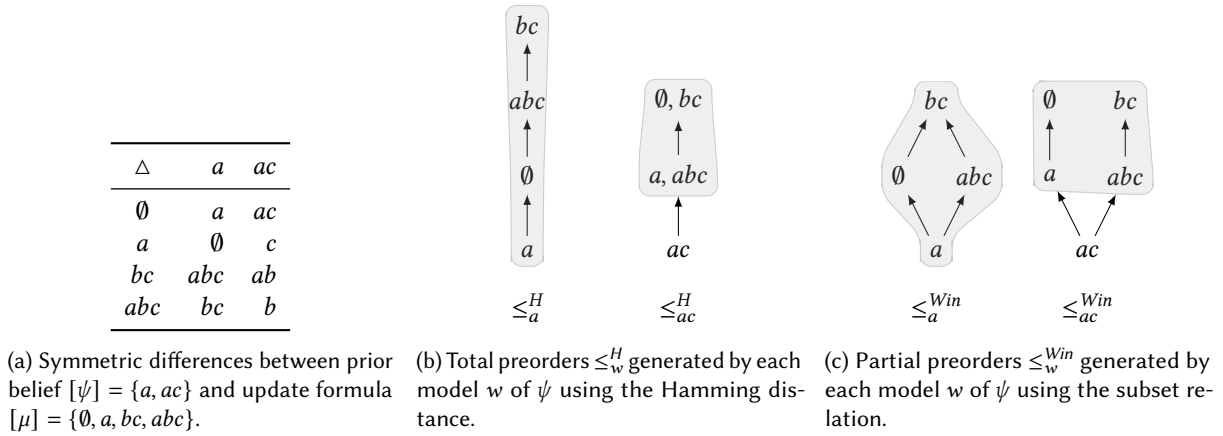 △ a ac
∅ a ac
a ∅ c
bc abc ab
abc bc b
(a) Symmetric differences between prior
belief [ψ] = {a, ac} and update formula
[μ] = {∅, a, bc, abc}.
bc
abc
∅
a
≤ᴴₐ
∅, bc
a, abc
ac
≤^H_ac
(b) Total preorders ≤^H_w generated by each
model w of ψ using the Hamming dis-
tance.
bc
∅ abc
a
≤^Win_a
∅ bc
a abc
ac
≤^Win_ac
(c) Partial preorders ≤^Win_w generated by
each model w of ψ using the subset re-
lation.